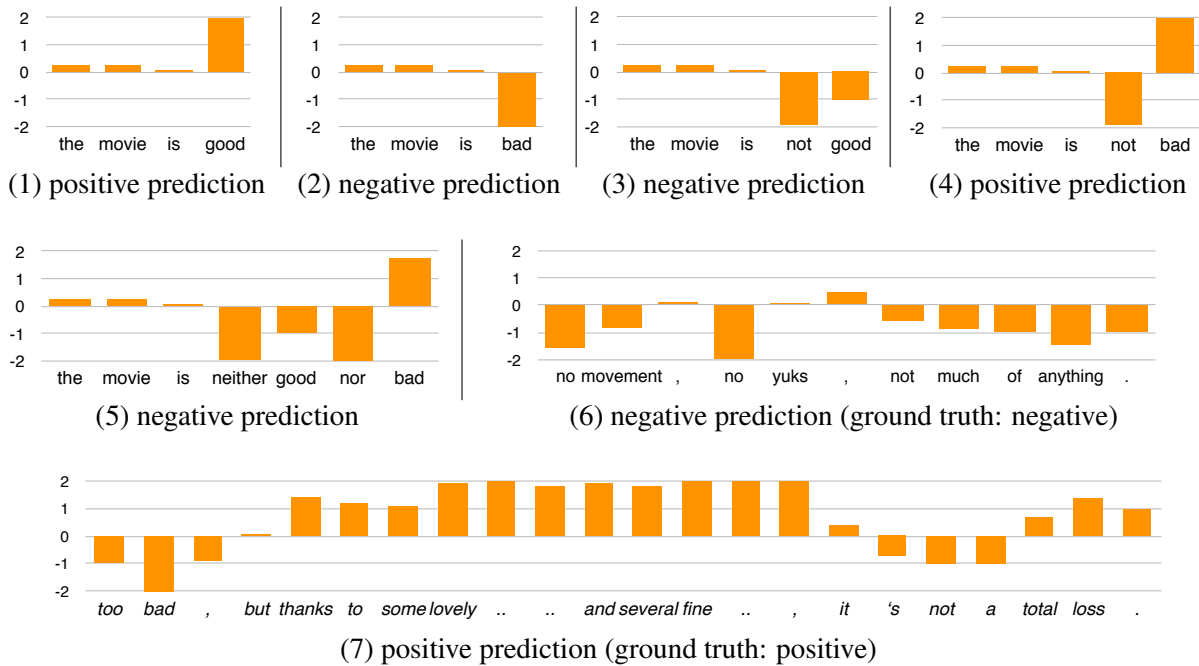 2
1
0
-1
-2
the movie is good
(1) positive prediction
2
1
0
-1
-2
the movie is bad
(2) negative prediction
2
1
0
-1
-2
the movie is not good
(3) negative prediction
2
1
0
-1
-2
the movie is not bad
(4) positive prediction
2
1
0
-1
-2
the movie is neither good nor bad
(5) negative prediction
2
1
0
-1
-2
no movement , no yuks , not much of anything .
(6) negative prediction (ground truth: negative)
2
1
0
-1
-2
too bad , but thanks to some lovely .. .. and several fine .. , it 's not a total loss .
(7) positive prediction (ground truth: positive)